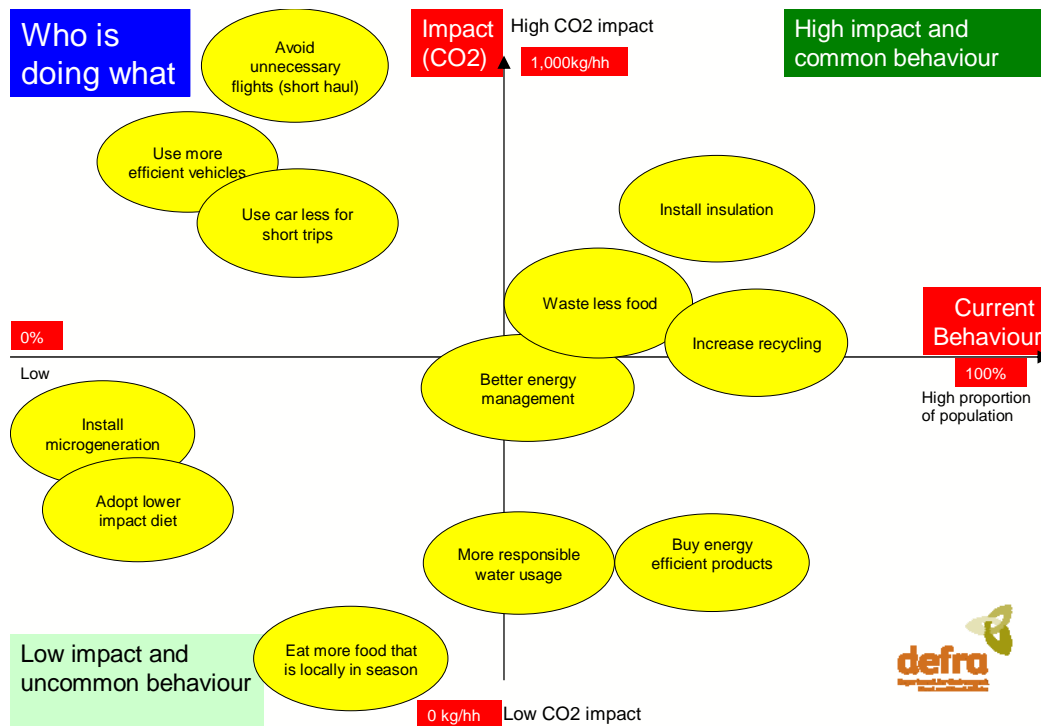 Who is
doing what
Avoid
unnecessary
flights (short haul)
Impact
(CO2)
High CO2 impact
1,000kg/hh
High impact and
common behaviour
Use more
efficient vehicles
Use car less for
short trips
Install insulation
Waste less food
Increase recycling
Current
Behaviour
0%
Low
100%
High proportion
of population
Better energy
management
Install
microgeneration
Adopt lower
impact diet
More responsible
water usage
Buy energy
efficient products
Eat more food that
is locally in season
Low impact and
uncommon behaviour
0 kg/hh
Low CO2 impact
defra